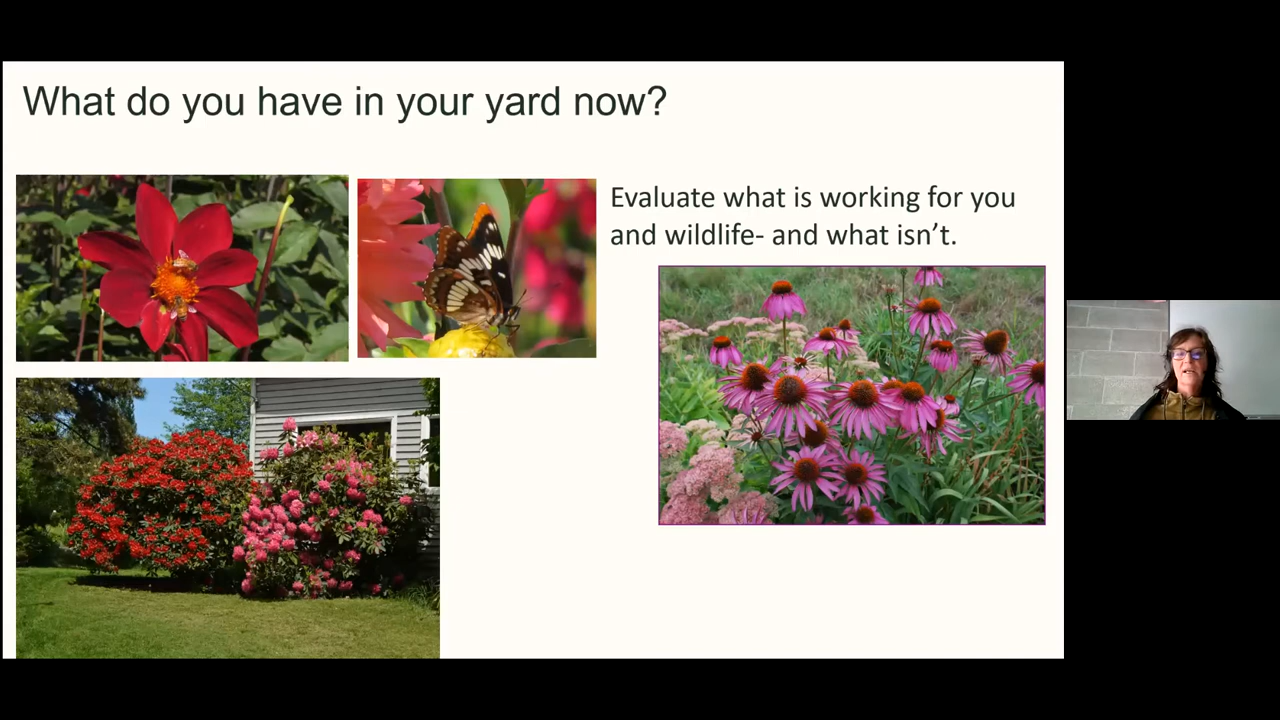 What do you have in your yard now?
Evaluate what is working for you
and wildlife- and what isn’t.